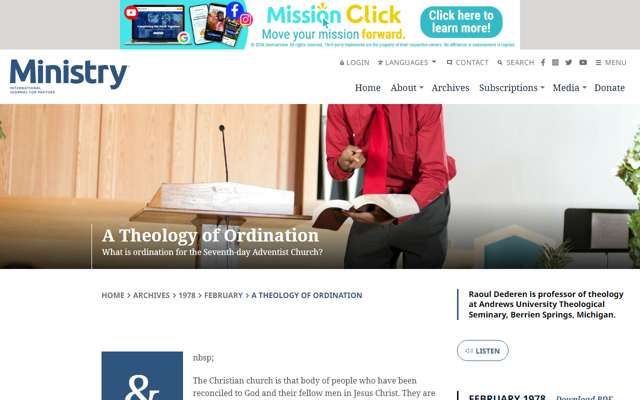 Mission Click
Move your mission forward.
Click here to
learn more!
Ministry
INTERNATIONAL
JOURNAL FOR PASTORS
LOGIN LANGUAGES CONTACT SEARCH MENU
Home About Archives Subscriptions Media Donate
A Theology of Ordination
What is ordination for the Seventh-day Adventist Church?
HOME > ARCHIVES > 1978 > FEBRUARY > A THEOLOGY OF ORDINATION
Raoul Dederen is professor of theology
at Andrews University Theological
Seminary, Berrien Springs, Michigan.
LISTEN
&
nbsp;
The Christian church is that body of people who have been
reconciled to God and their fellow men in Jesus Christ. They are
FEBRUARY 1978 Download PDF